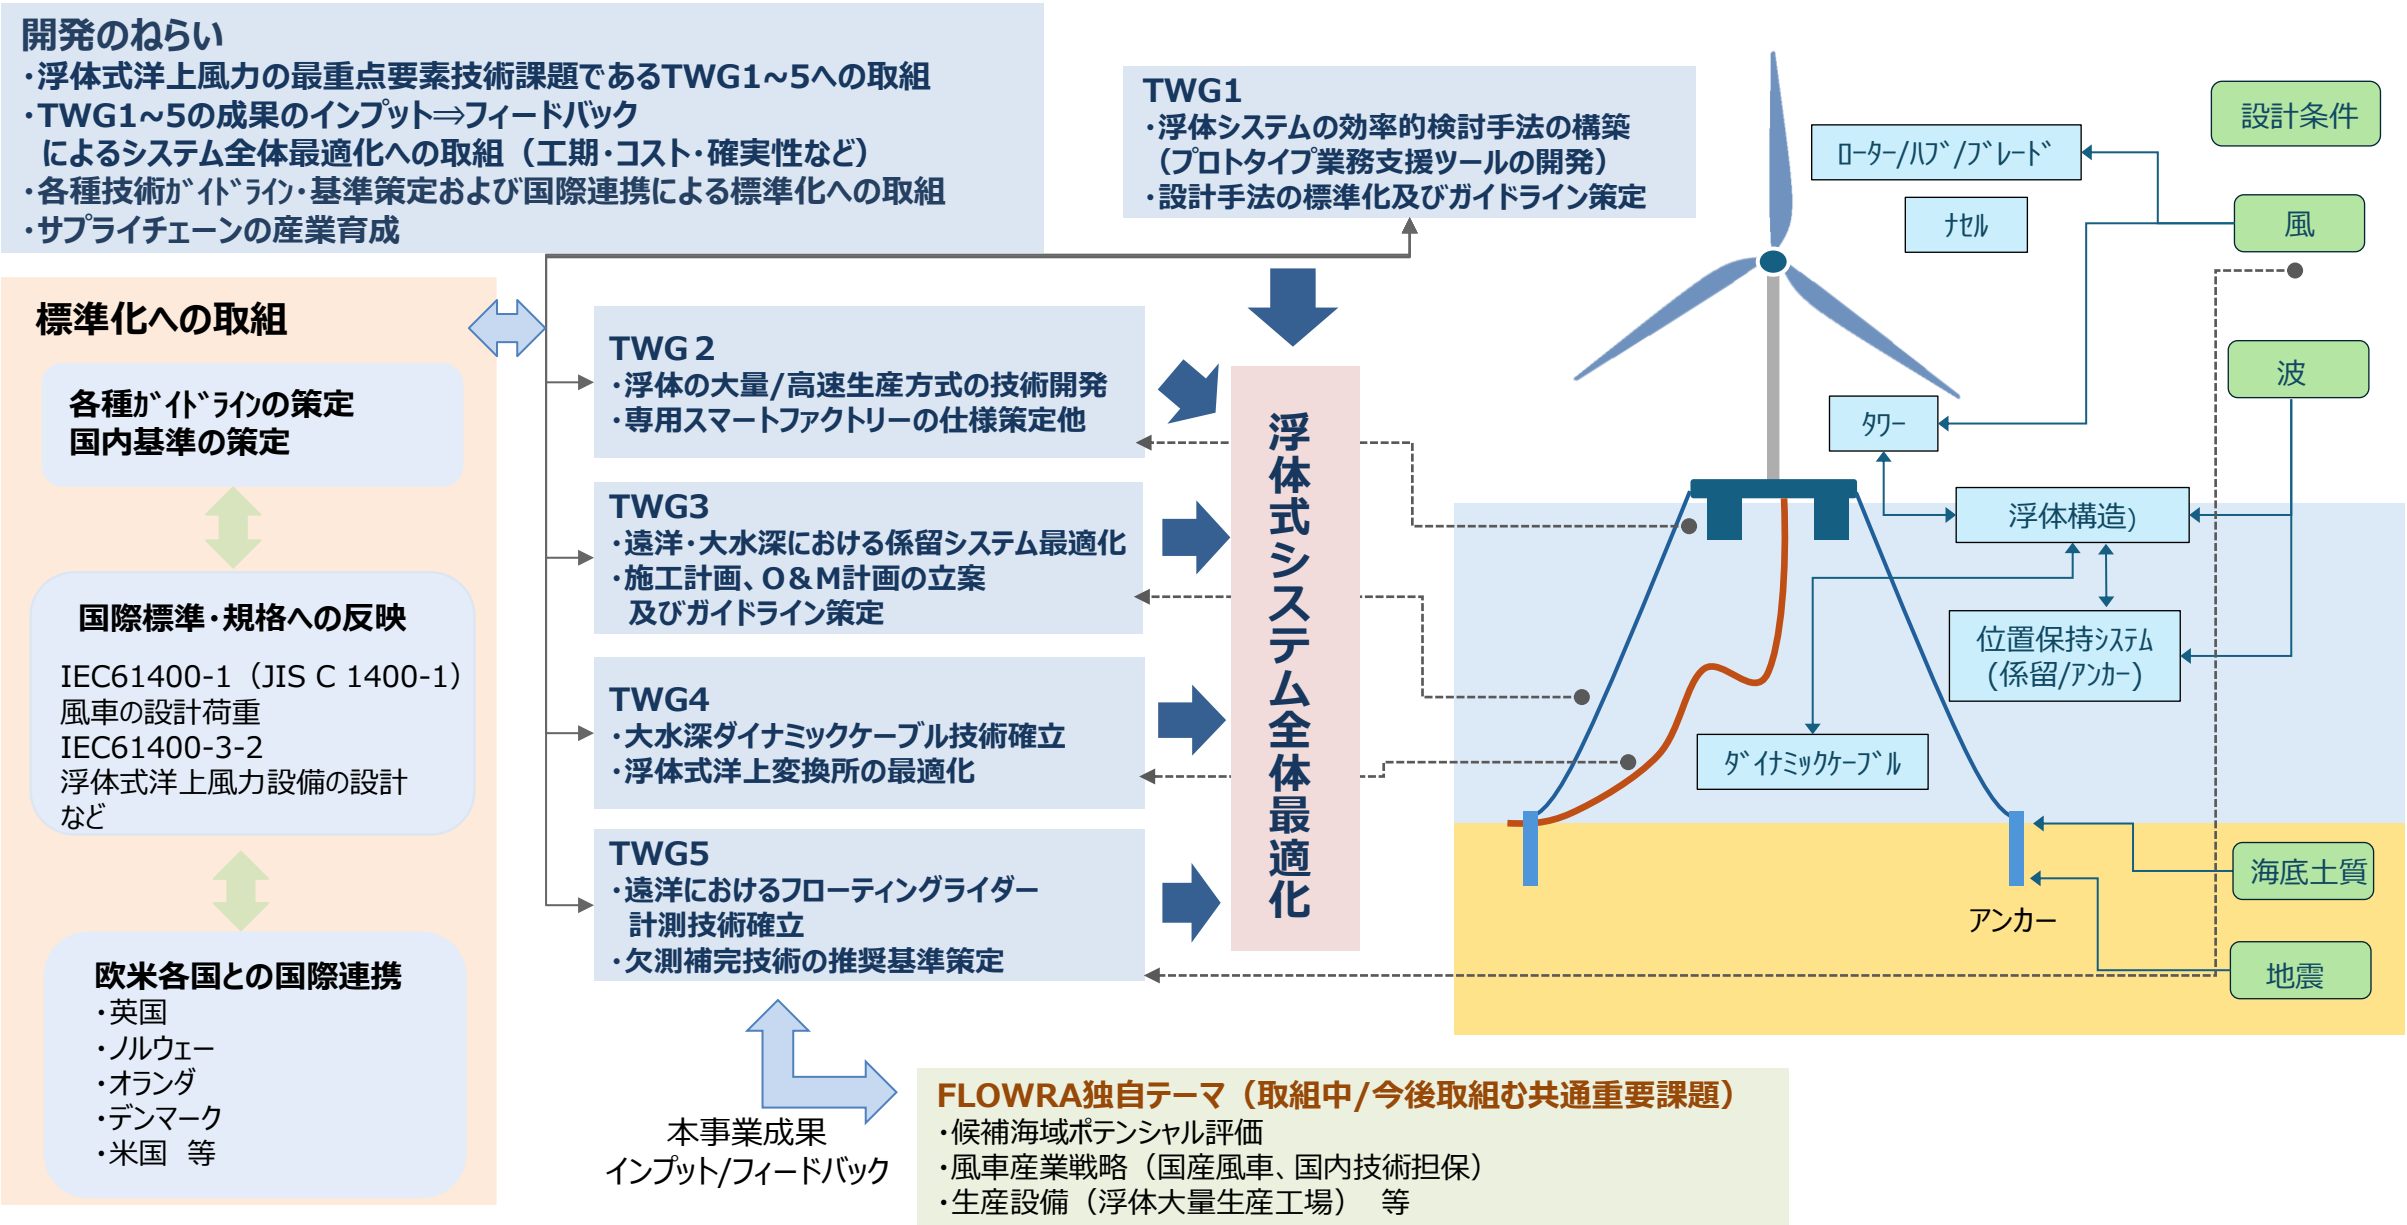 開発のねらい
・浮体式洋上風力の最重点要素技術課題であるTWG1~5への取組
・TWG1~5の成果のインプット⇒フィードバック
によるシステム全体最適化への取組（工期・コスト・確実性など）
・各種技術ｶﾞｲﾄﾞﾗｲﾝ・基準策定および国際連携による標準化への取組
・サプライチェーンの産業育成
標準化への取組
各種ｶﾞｲﾄﾞﾗｲﾝの策定
国内基準の策定
国際標準・規格への反映
IEC61400-1（JIS C 1400-1）
風車の設計荷重
IEC61400-3-2
浮体式洋上風力設備の設計
など
欧米各国との国際連携
・英国
・ノルウェー
・オランダ
・デンマーク
・米国　等
TWG1
・浮体システムの効率的検討手法の構築
（プロトタイプ業務支援ツールの開発）
・設計手法の標準化及びガイドライン策定
TWG２
・浮体の大量/高速生産方式の技術開発
・専用スマートファクトリーの仕様策定他
TWG3
・遠洋・大水深における係留システム最適化
・施工計画、O＆M計画の立案
及びガイドライン策定
TWG4
・大水深ダイナミックケーブル技術確立
・浮体式洋上変換所の最適化
TWG5
・遠洋におけるフローティングライダー
計測技術確立
・欠測補完技術の推奨基準策定
浮体式システム全体最適化
本事業成果
インプット/フィードバック
FLOWRA独自テーマ（取組中/今後取組む共通重要課題）
・候補海域ポテンシャル評価
・風車産業戦略（国産風車、国内技術担保）
・生産設備（浮体大量生産工場）　等
設計条件
ﾛｰﾀｰ/ﾊﾌﾞ/ﾌﾞﾚｰﾄﾞ
ﾅｾﾙ
風
波
ﾀﾜｰ
浮体構造)
位置保持ｼｽﾃﾑ
(係留/ｱﾝｶｰ)
ﾀﾞｲﾅﾐｯｸｹｰﾌﾞﾙ
海底土質
アンカー
地震